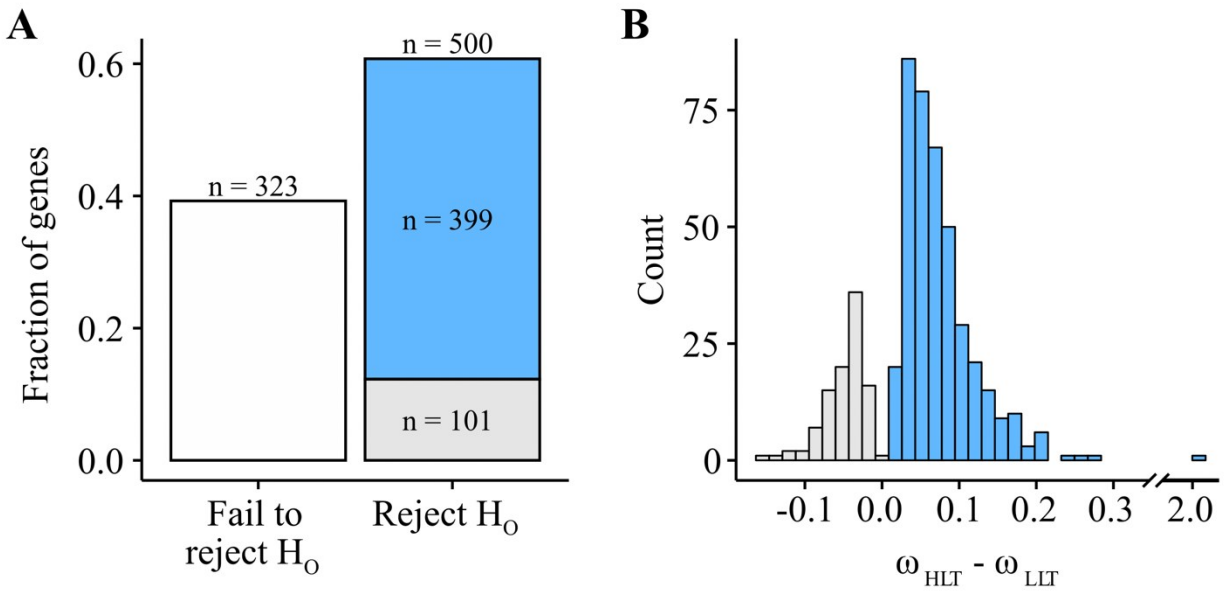 A
Fraction of genes
0.6
0.4
0.2
0.0
n = 323
n = 500
n = 399
n = 101
Fail to
reject H_O
Reject H_O
B
Count
75
50
25
0
-0.1 0.0 0.1 0.2 0.3 2.0
ω_HLT - ω_LLT